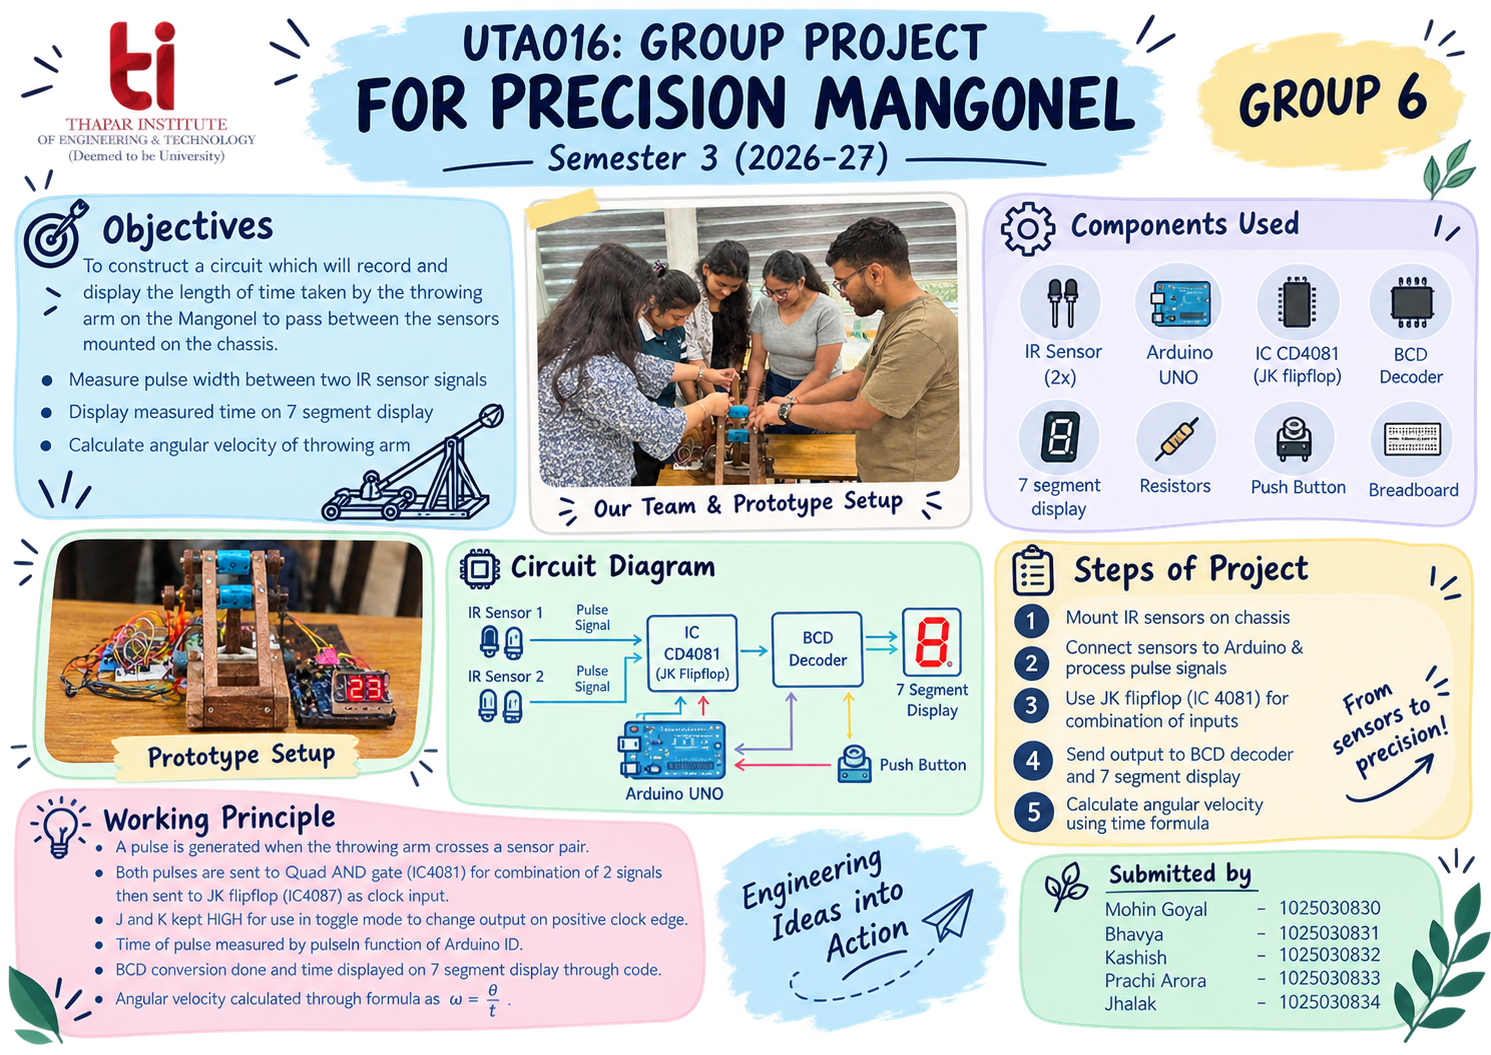 ti
THAPAR INSTITUTE
OF ENGINEERING & TECHNOLOGY
(Deemed to be University)
UTA016: GROUP PROJECT
FOR PRECISION MANGONEL
Semester 3 (2026-27)
GROUP 6
Objectives
To construct a circuit which will record and
display the length of time taken by the throwing
arm on the Mangonel to pass between the sensors
mounted on the chassis.
• Measure pulse width between two IR sensor signals
• Display measured time on 7 segment display
• Calculate angular velocity of throwing arm
Our Team & Prototype Setup
Components Used
IR Sensor
(2x)
Arduino
UNO
IC CD4081
(JK flipflop)
BCD
Decoder
8
7 segment
display
Resistors
Push Button
Breadboard
23
Prototype Setup
Circuit Diagram
IR Sensor 1
Pulse
Signal
IR Sensor 2
Pulse
Signal
IC
CD4081
(JK Flipflop)
BCD
Decoder
8.
7 Segment
Display
Arduino UNO
Push Button
Steps of Project
1 Mount IR sensors on chassis
2 Connect sensors to Arduino &
process pulse signals
3 Use JK flipflop (IC 4081) for
combination of inputs
4 Send output to BCD decoder
and 7 segment display
5 Calculate angular velocity
using time formula
From
sensors to
precision!
Working Principle
• A pulse is generated when the throwing arm crosses a sensor pair.
• Both pulses are sent to Quad AND gate (IC4081) for combination of 2 signals
then sent to JK flipflop (IC4087) as clock input.
• J and K kept HIGH for use in toggle mode to change output on positive clock edge.
• Time of pulse measured by pulseIn function of Arduino ID.
• BCD conversion done and time displayed on 7 segment display through code.
• Angular velocity calculated through formula as ω = θ/t .
Engineering
Ideas into
Action
Submitted by
Mohin Goyal – 1025030830
Bhavya – 1025030831
Kashish – 1025030832
Prachi Arora – 1025030833
Jhalak – 1025030834